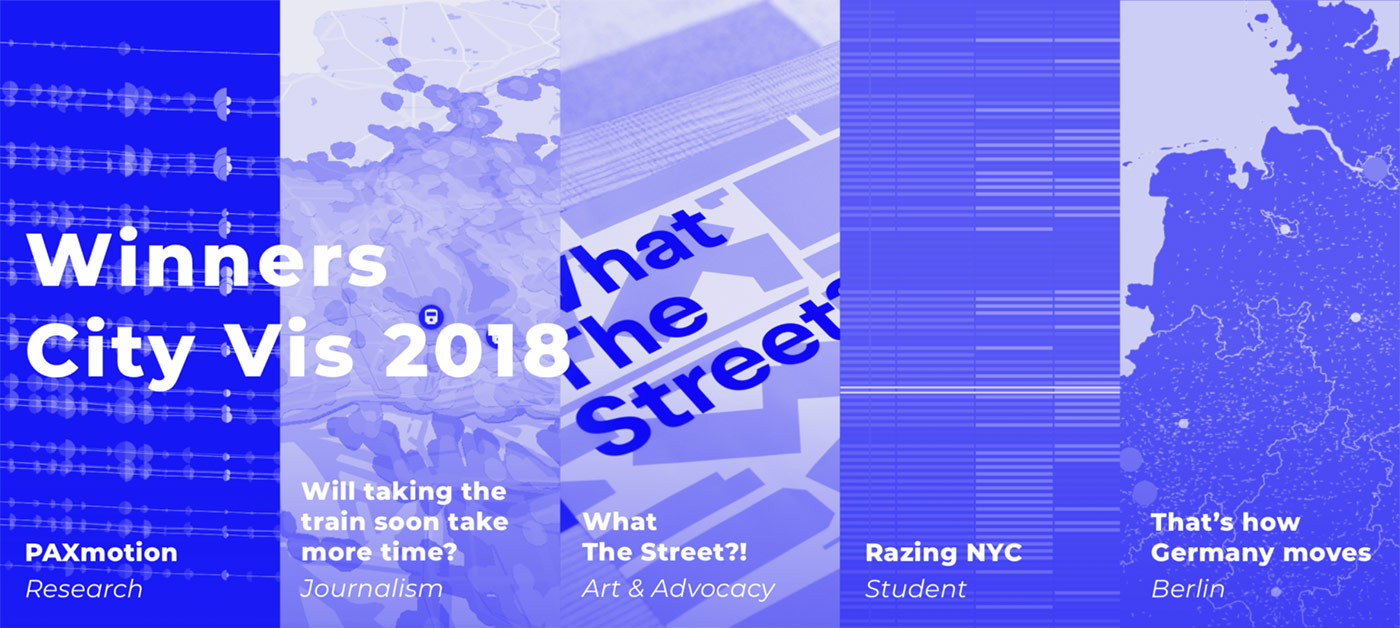 Winners
City Vis 2018
What
The
Street?
PAXmotion
Research
Will taking the
train soon take
more time?
Journalism
What
The Street?!
Art & Advocacy
Razing NYC
Student
That's how
Germany moves
Berlin